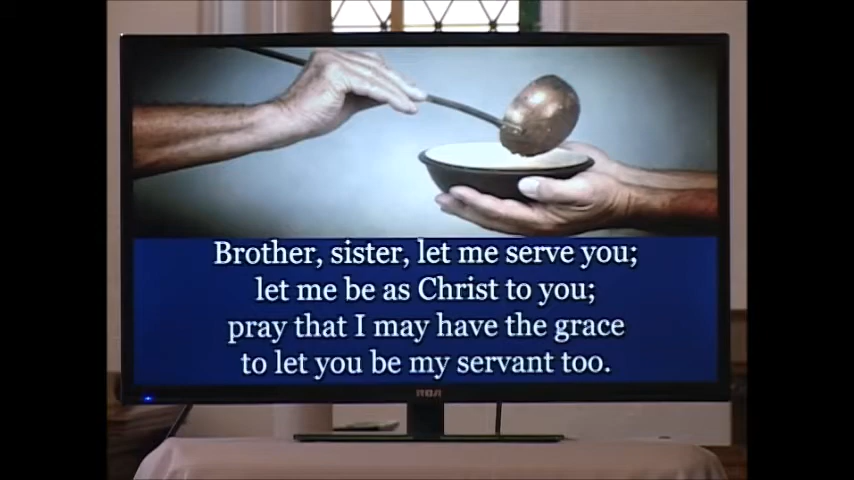 Brother, sister, let me serve you;
let me be as Christ to you;
pray that I may have the grace
to let you be my servant too.
RCA